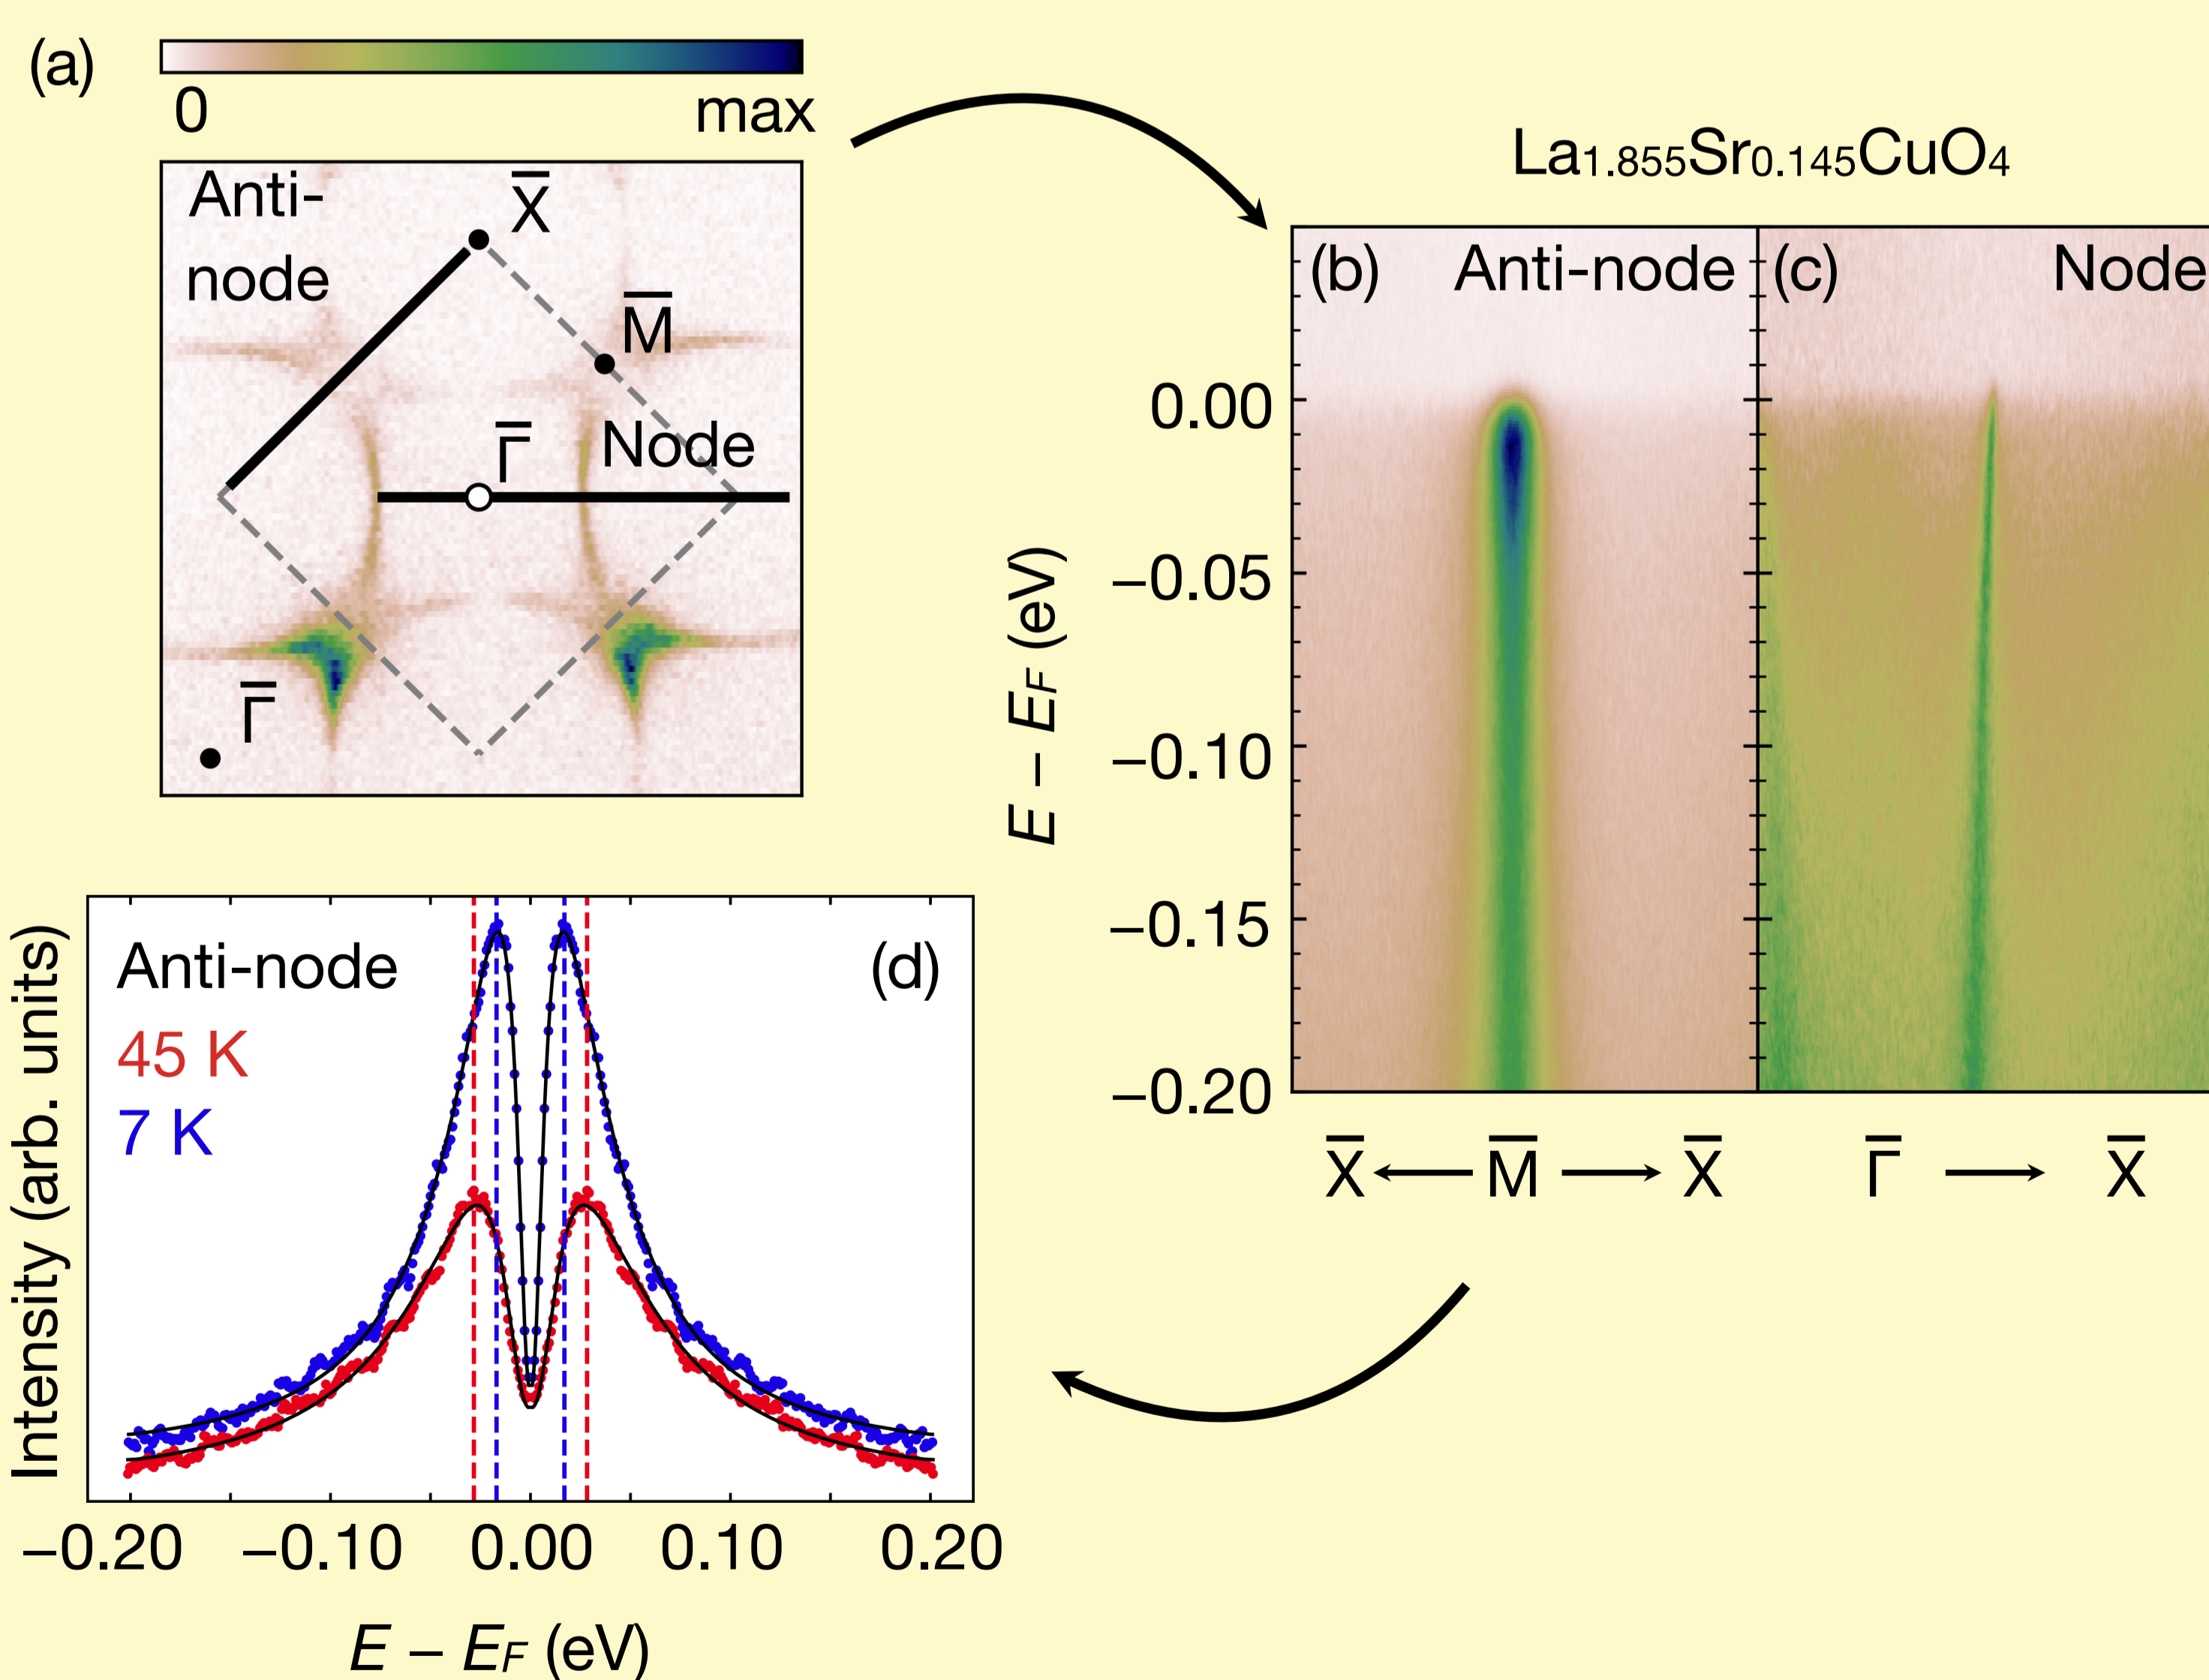 (a)
0 max
Anti-
node
X̅
M̅
Γ̅
Node
Γ̅
La₁.₈₅₅Sr₀.₁₄₅CuO₄
(b) Anti-node
(c) Node
0.00
−0.05
−0.10
−0.15
−0.20
E − E_F (eV)
X̅ ← M̅ → X̅
Γ̅ → X̅
Anti-node (d)
45 K
7 K
Intensity (arb. units)
−0.20 −0.10 0.00 0.10 0.20
E − E_F (eV)